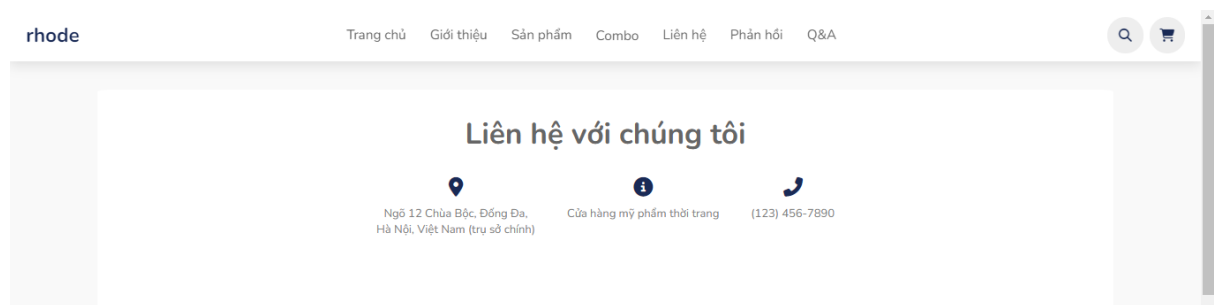 rhode
Trang chủ Giới thiệu Sản phẩm Combo Liên hệ Phản hồi Q&A
Liên hệ với chúng tôi
Ngõ 12 Chùa Bộc, Đống Đa,
Hà Nội, Việt Nam (trụ sở chính)
Cửa hàng mỹ phẩm thời trang
(123) 456-7890